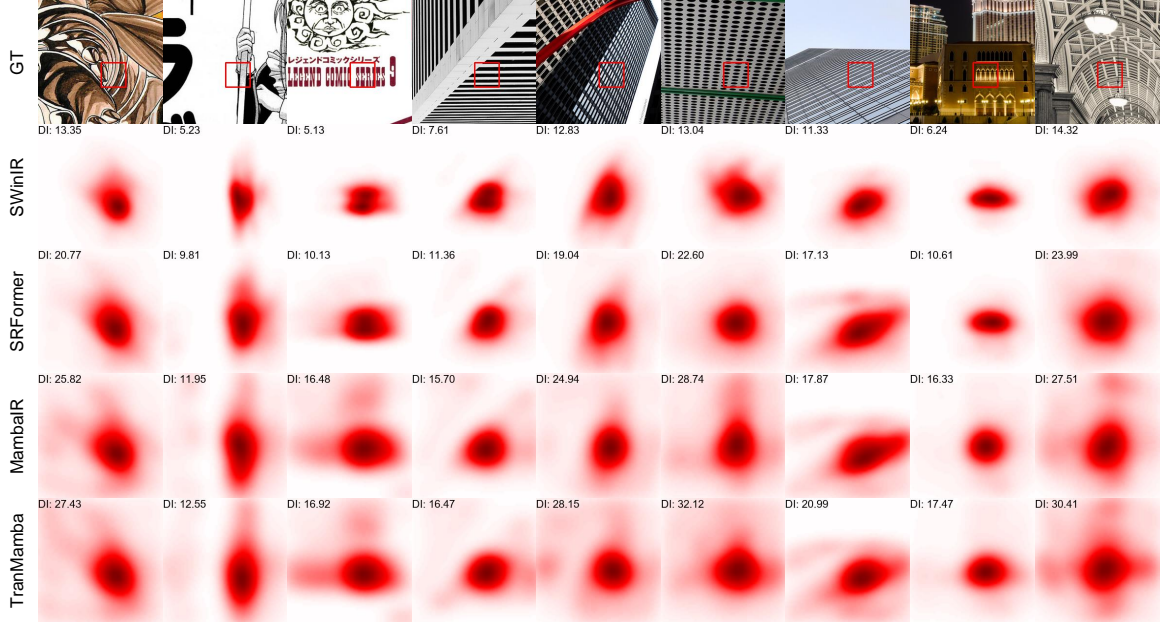 GT
ラ
レジェンドコミックシリーズ
LEGEND COMIC SERIES 9
DI: 13.35 DI: 5.23 DI: 5.13 DI: 7.61 DI: 12.83 DI: 13.04 DI: 11.33 DI: 6.24 DI: 14.32
SWinIR
DI: 20.77 DI: 9.81 DI: 10.13 DI: 11.36 DI: 19.04 DI: 22.60 DI: 17.13 DI: 10.61 DI: 23.99
SRFormer
DI: 25.82 DI: 11.95 DI: 16.48 DI: 15.70 DI: 24.94 DI: 28.74 DI: 17.87 DI: 16.33 DI: 27.51
MambaIR
DI: 27.43 DI: 12.55 DI: 16.92 DI: 16.47 DI: 28.15 DI: 32.12 DI: 20.99 DI: 17.47 DI: 30.41
TranMamba